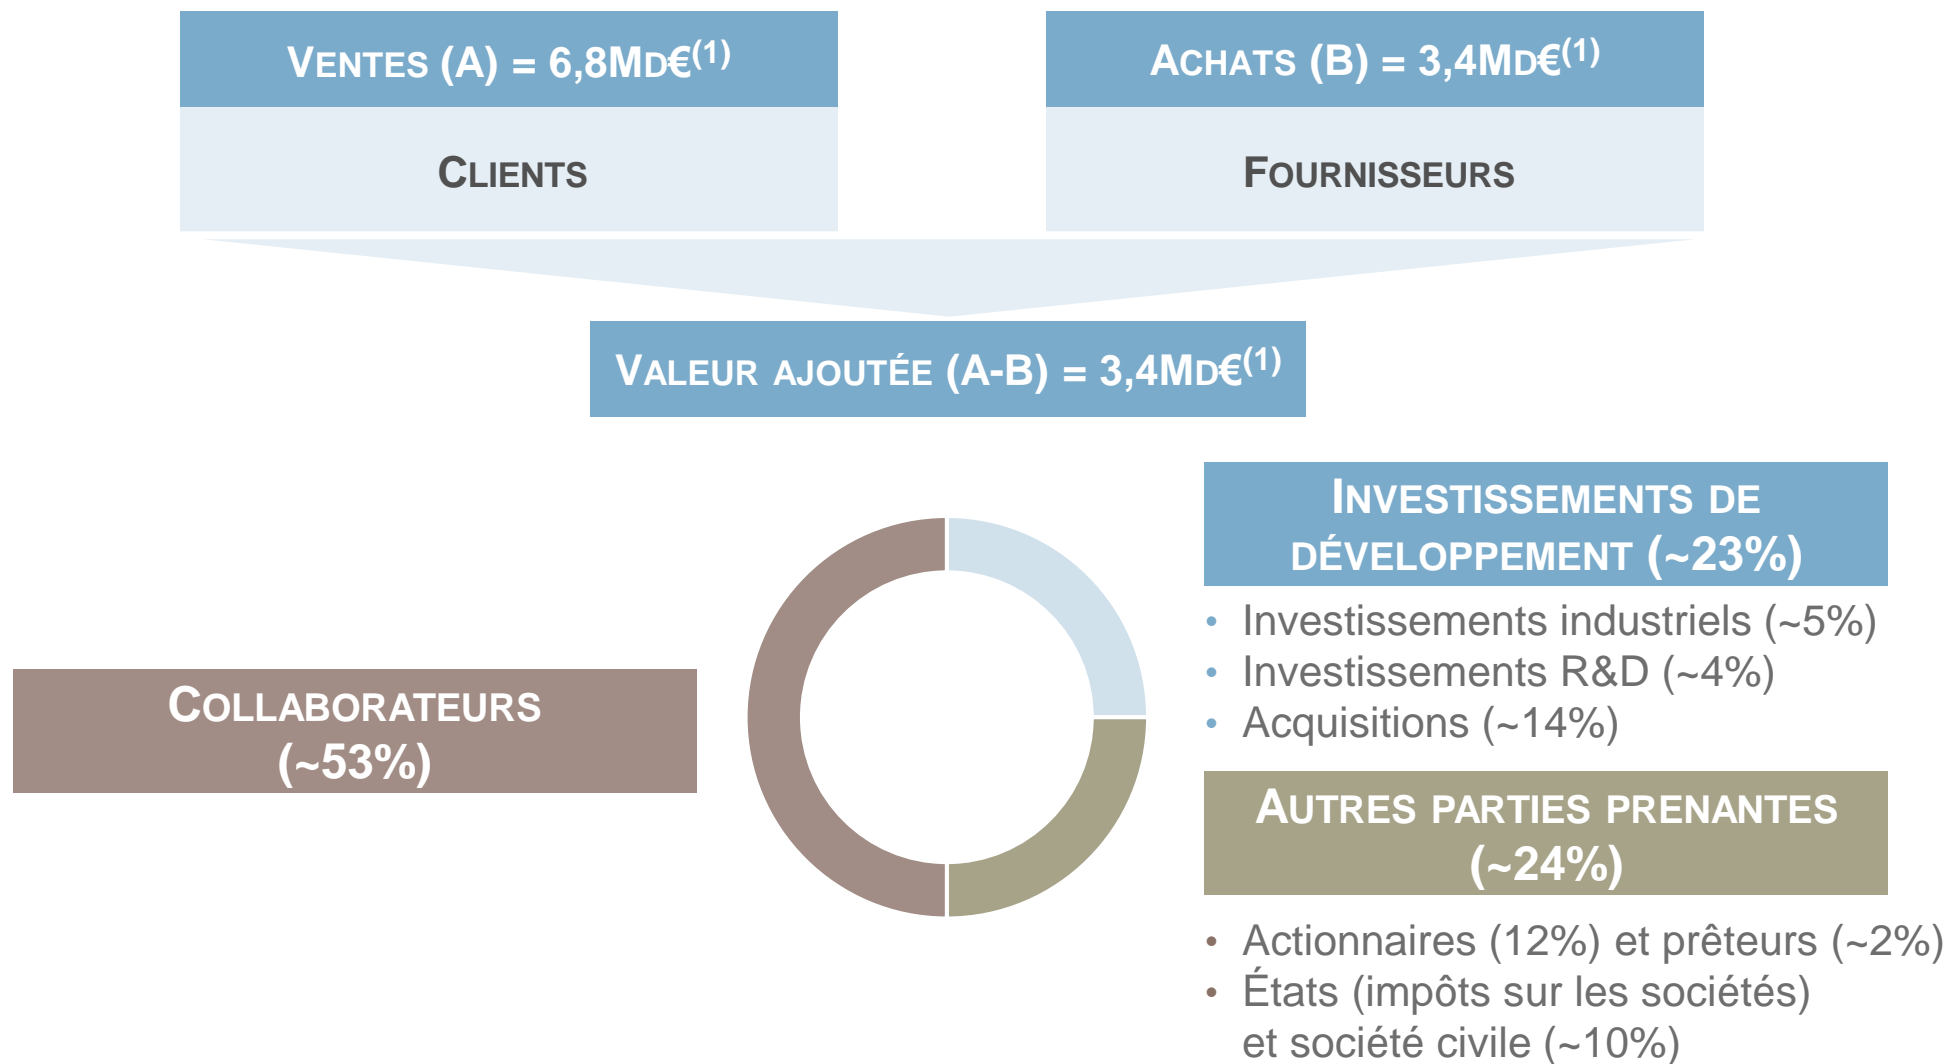 VENTES (A) = 6,8MD€(1)
ACHATS (B) = 3,4MD€(1)
CLIENTS
FOURNISSEURS
VALEUR AJOUTÉE (A-B) = 3,4MD€(1)
COLLABORATEURS
(~53%)
INVESTISSEMENTS DE
DÉVELOPPEMENT (~23%)
• Investissements industriels (~5%)
• Investissements R&D (~4%)
• Acquisitions (~14%)
AUTRES PARTIES PRENANTES
(~24%)
• Actionnaires (12%) et prêteurs (~2%)
• États (impôts sur les sociétés)
et société civile (~10%)